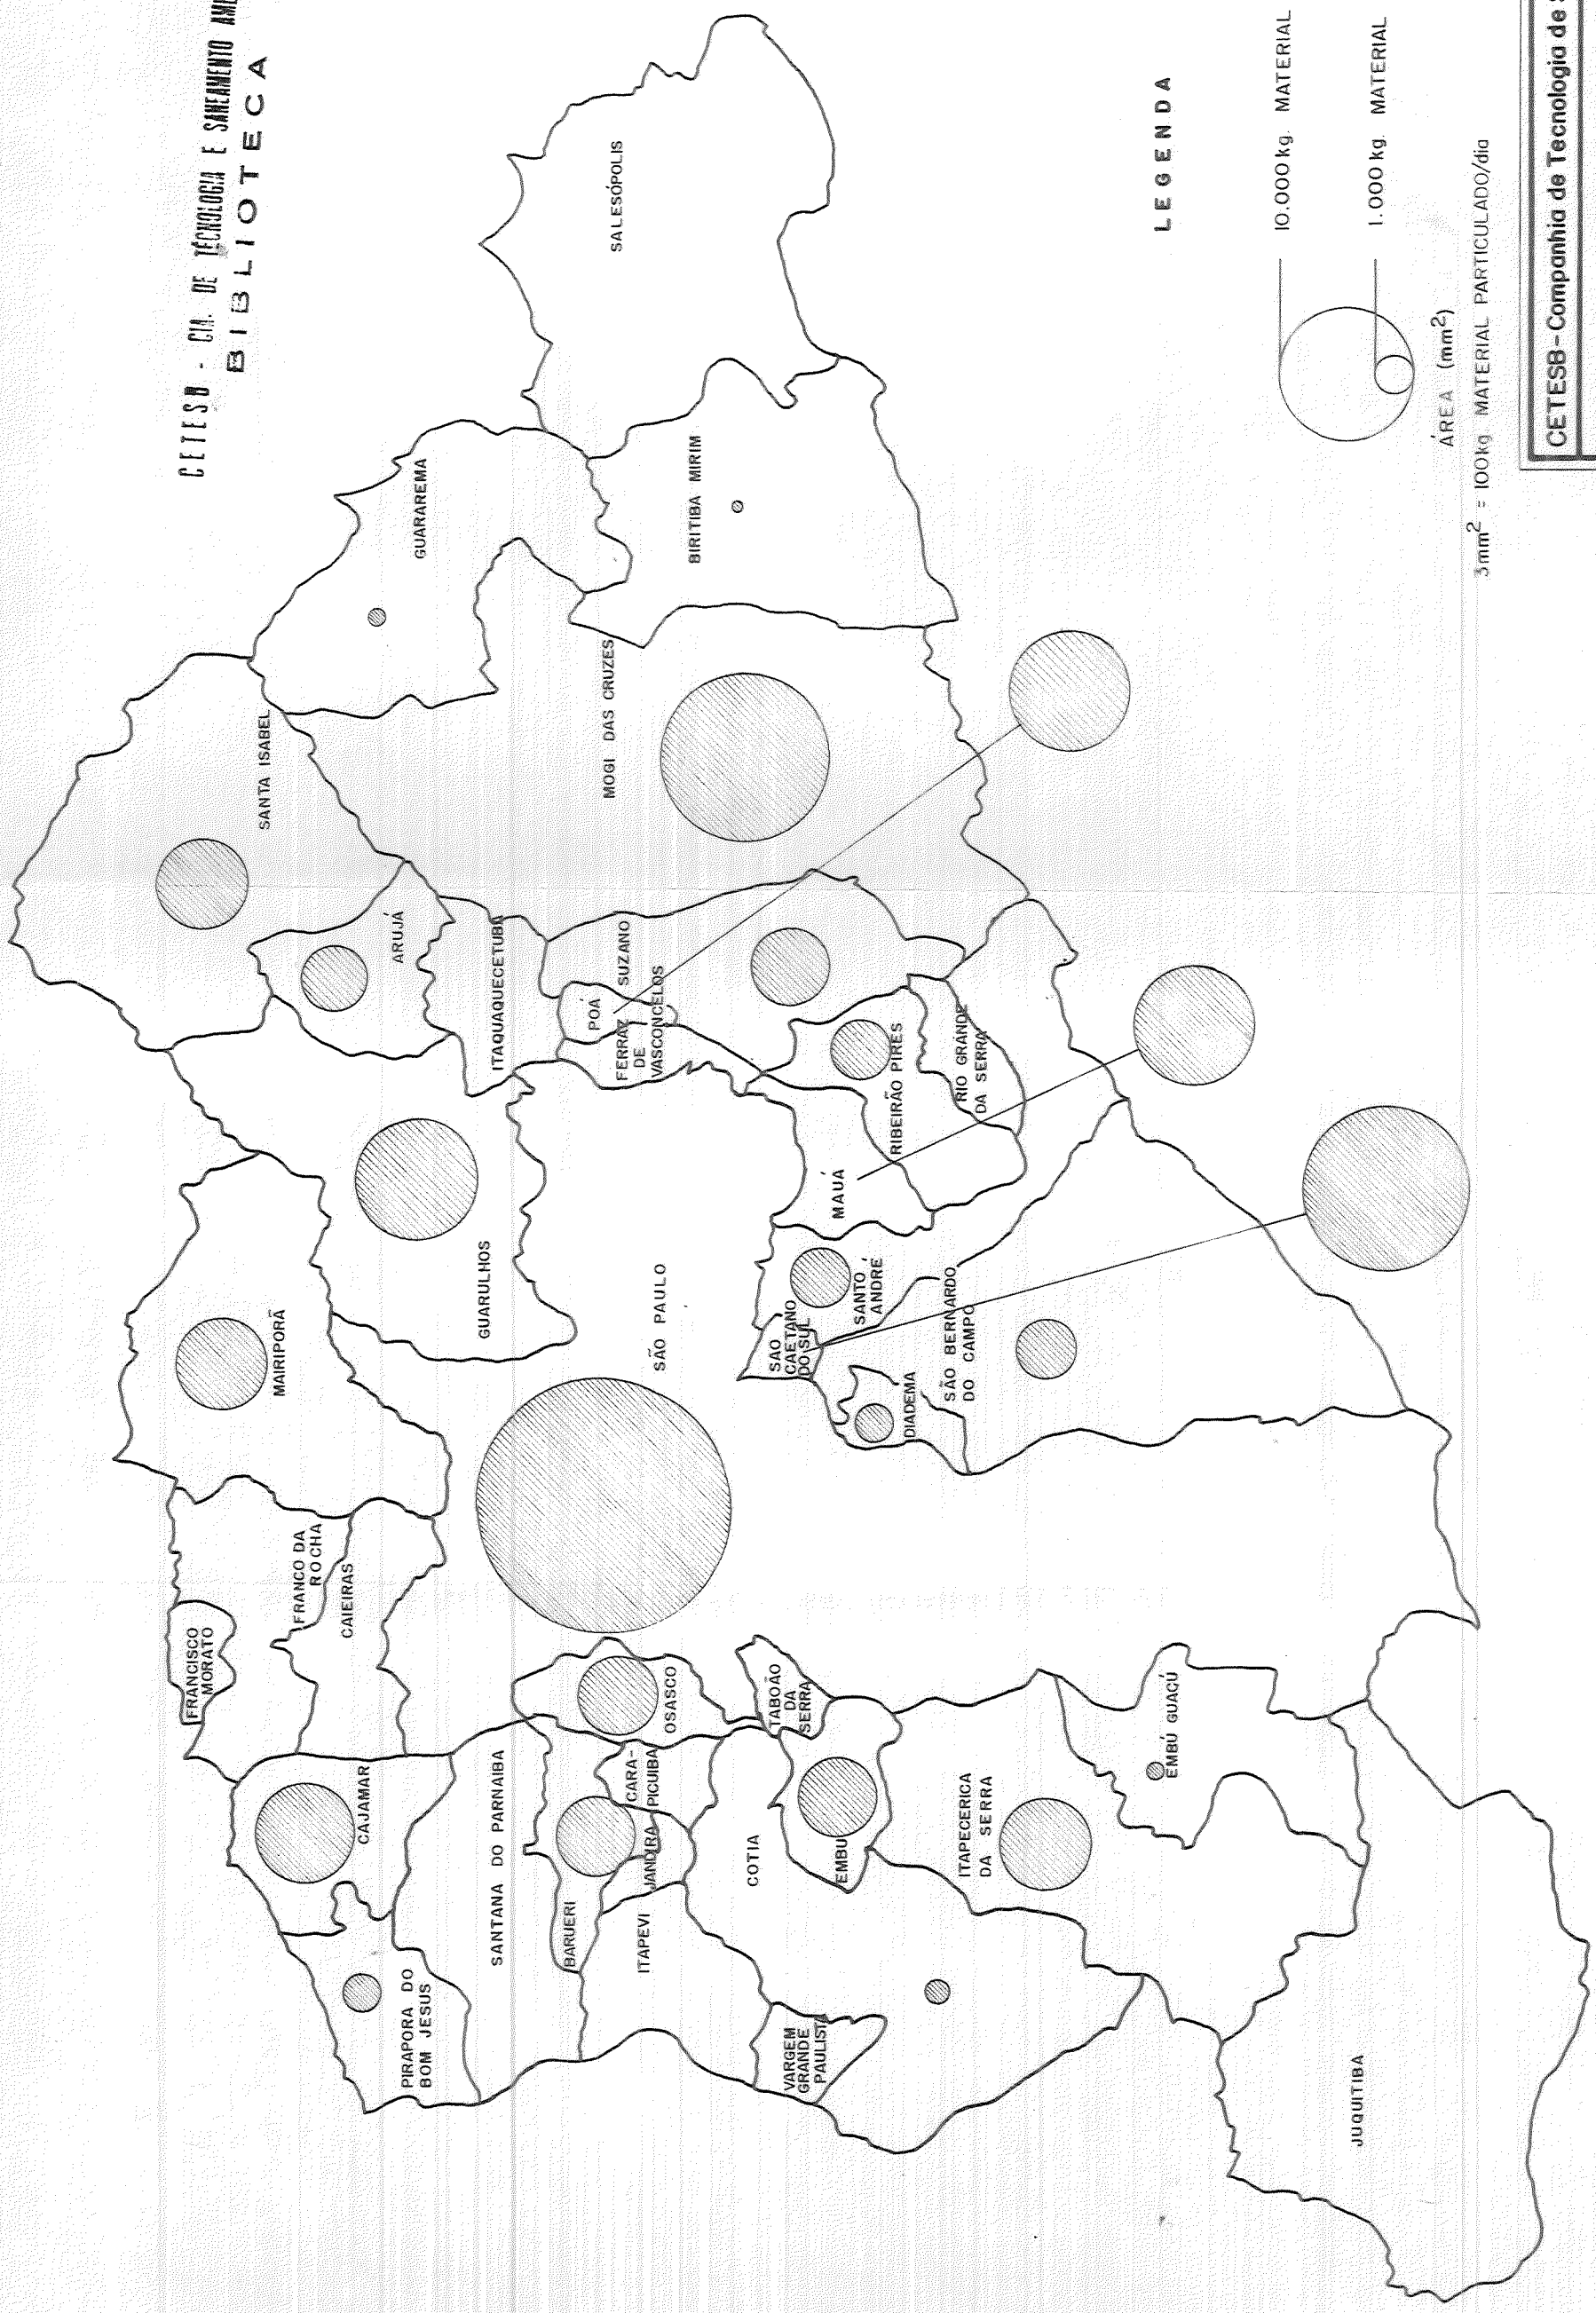 CETESB - CIA. DE TECNOLOGIA E SANEAMENTO
BIBLIOTECA
SALESÓPOLIS
GUARAREMA
BIRITIBA MIRIM
SANTA ISABEL
MOGI DAS CRUZES
ARUJÁ
ITAQUAQUECETUBA
SUZANO
POÁ
FERRAZ
DE
VASCONCELOS
RIBEIRÃO PIRES
RIO GRANDE
DA SERRA
MAUÁ
GUARULHOS
MAIRIPORÃ
SÃO PAULO
SANTO
ANDRÉ
SAO
CAETANO
DO SUL
SÃO BERNARDO
DO CAMPO
DIADEMA
FRANCO DA
ROCHA
CAIEIRAS
FRANCISCO
MORATO
OSASCO
TABOÃO
DA
SERRA
CAJAMAR
SANTANA DO PARNAIBA
CARA-
PICUIBA
JANDIRA
BARUERI
ITAPEVI
COTIA
EMBU
ITAPECERICA
DA SERRA
EMBÚ GUAÇÚ
PIRAPORA DO
BOM JESUS
VARGEM
GRANDE
PAULISTA
JUQUITIBA
LEGENDA
10.000 kg. MATERIAL
1.000 kg. MATERIAL
ÁREA (mm²)
3mm² = 100kg MATERIAL PARTICULADO/dia
CETESB - Companhia de Tecnologia de